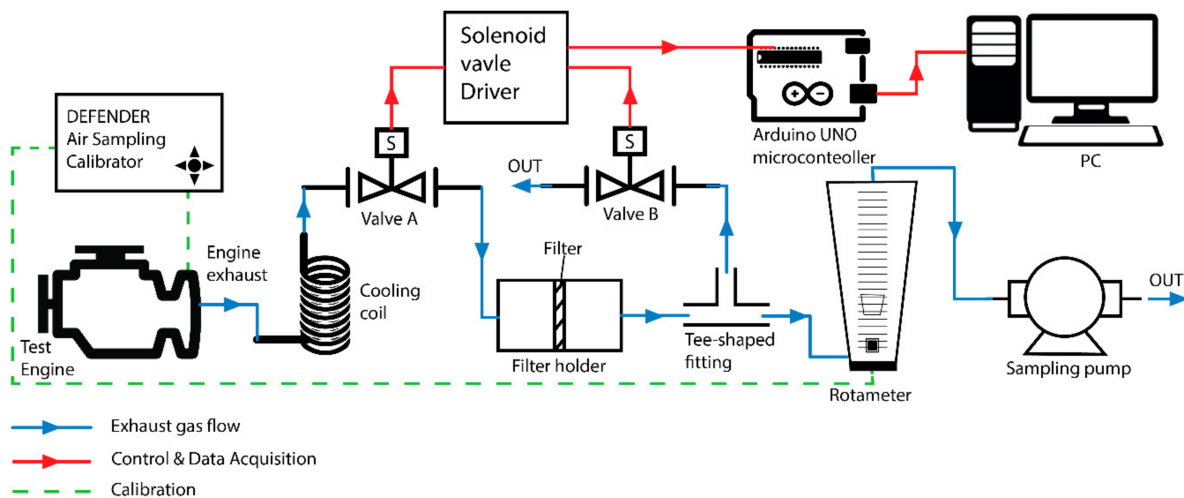 Solenoid
vavle
Driver
DEFENDER
Air Sampling
Calibrator
S
S
Arduino UNO
microconteoller
PC
OUT
Valve A
Valve B
Engine
exhaust
Filter
Cooling
coil
OUT
Test
Engine
Filter holder
Tee-shaped
fitting
Sampling pump
Rotameter
Exhaust gas flow
Control & Data Acquisition
Calibration